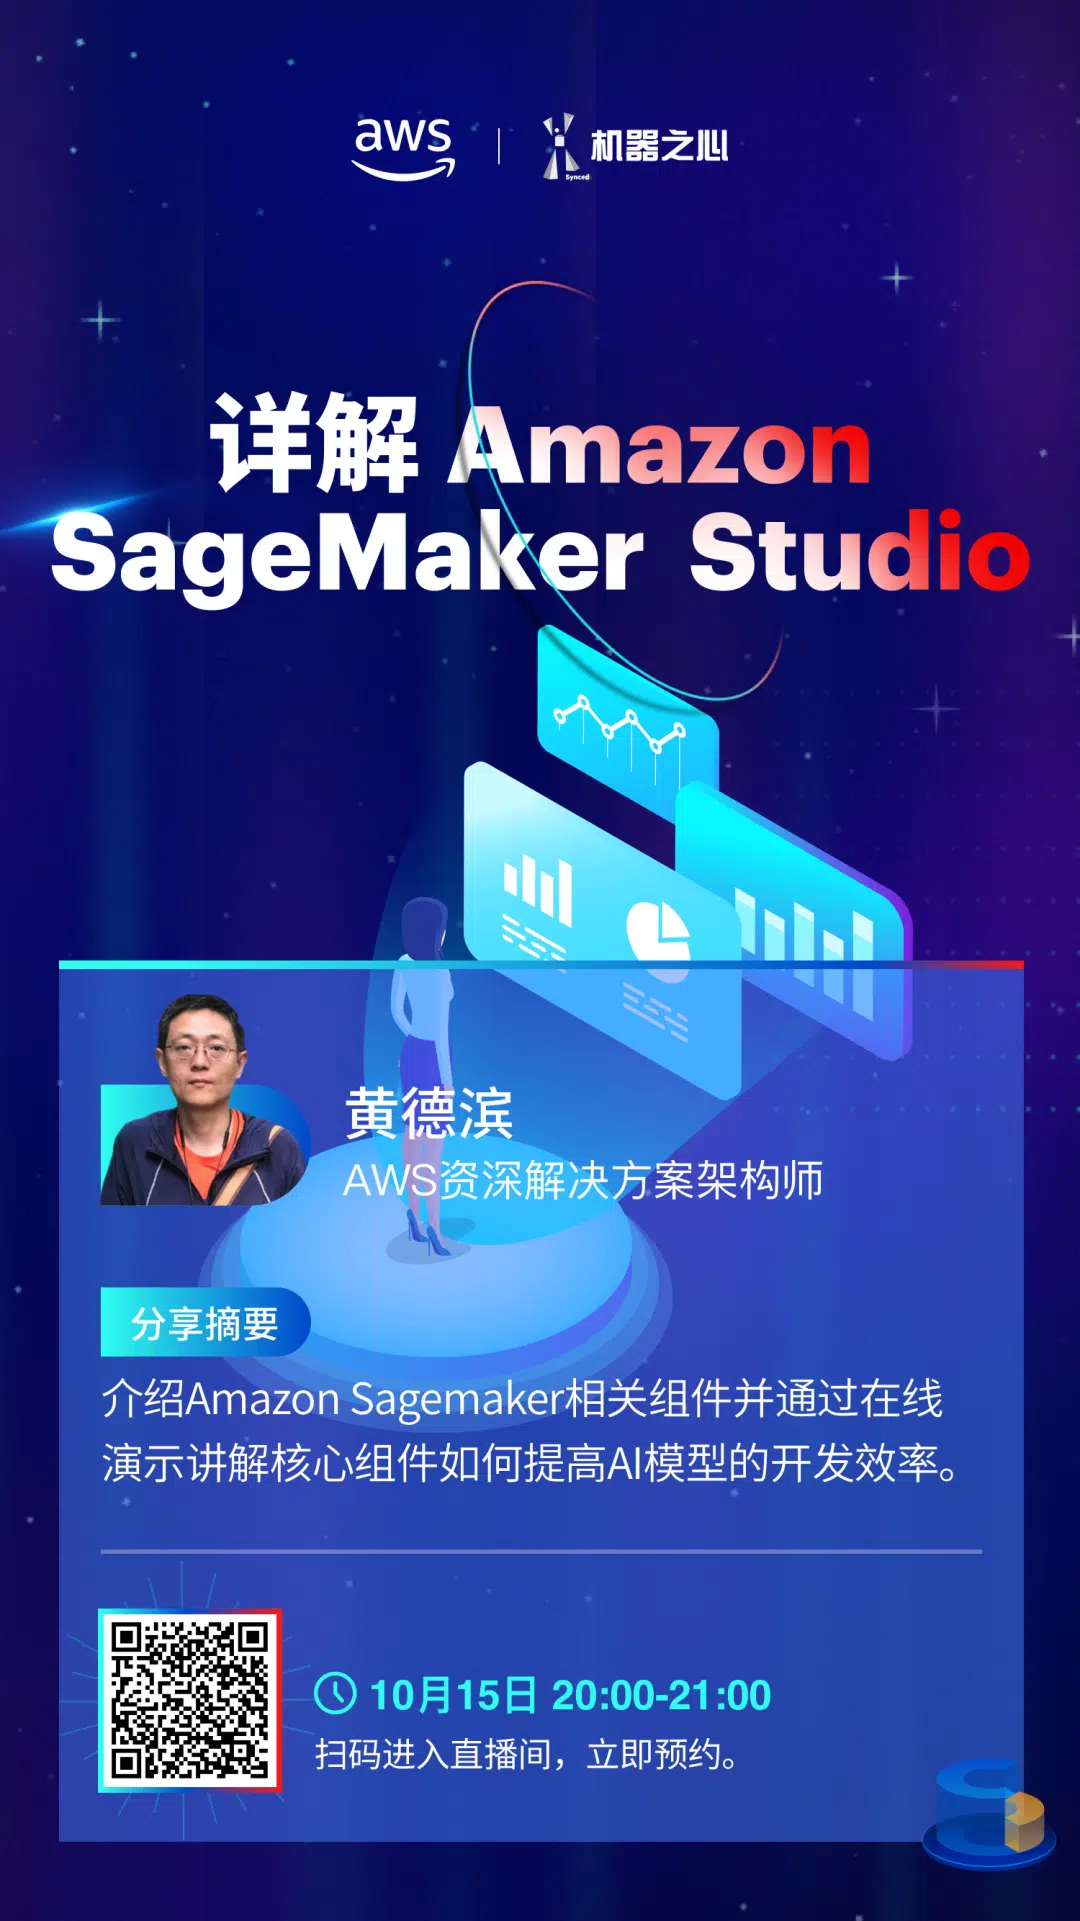 aws
机器之心
Synced
详解 Amazon
SageMaker Studio
黄德滨
AWS资深解决方案架构师
分享摘要
介绍Amazon Sagemaker相关组件并通过在线
演示讲解核心组件如何提高AI模型的开发效率。
10月15日 20:00-21:00
扫码进入直播间，立即预约。